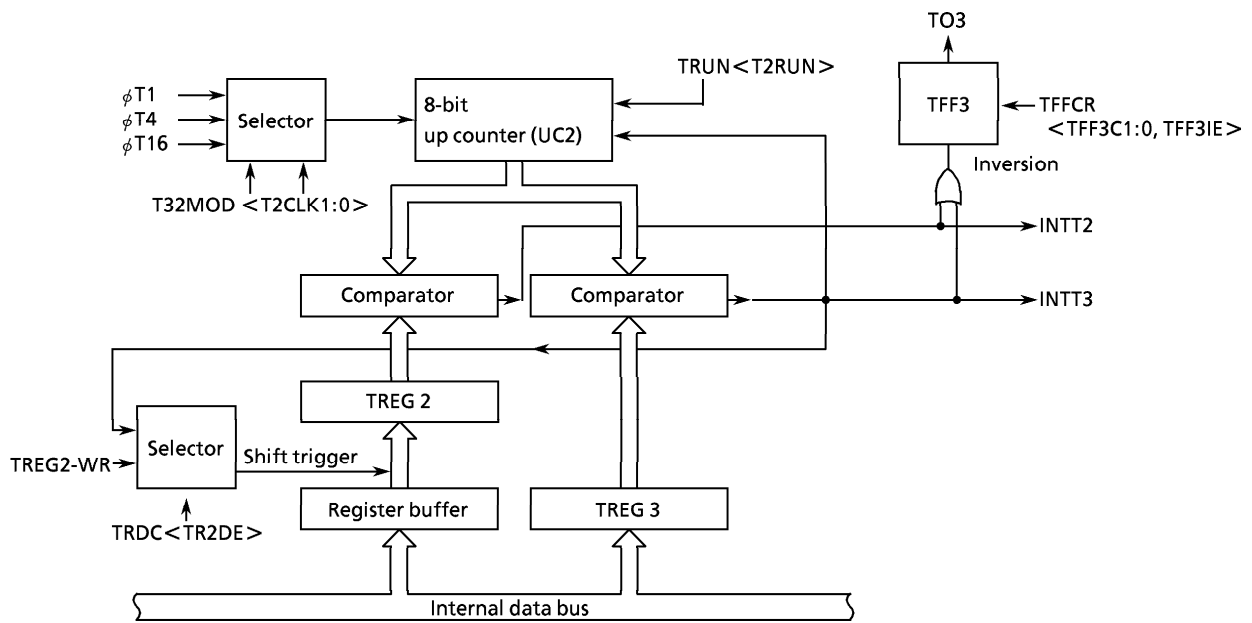 TO3
TRUN<T2RUN>
φT1
φT4
φT16
Selector
8-bit
up counter (UC2)
TFF3
TFFCR
<TFF3C1:0, TFF3IE>
Inversion
T32MOD <T2CLK1:0>
INTT2
Comparator
Comparator
INTT3
TREG 2
Selector
Shift trigger
TREG2-WR
Register buffer
TREG 3
TRDC<TR2DE>
Internal data bus